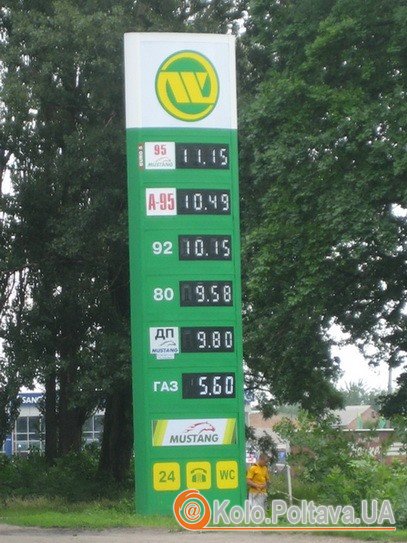 95 MUSTANG 11.15
A-95 10.49
92 10.15
80 9.58
ДП MUSTANG 9.80
ГАЗ 5.60
MUSTANG
24 WC
SANG
@Kolo.Poltava.UA